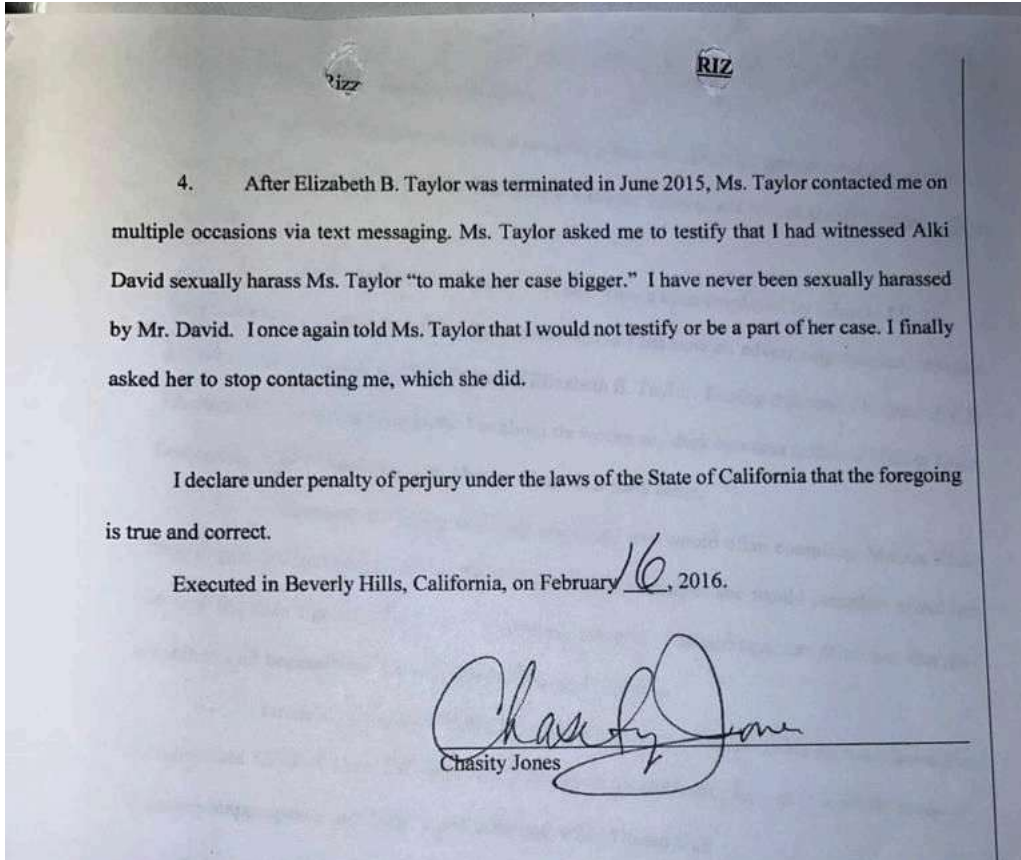 RIZ
4. After Elizabeth B. Taylor was terminated in June 2015, Ms. Taylor contacted me on
multiple occasions via text messaging. Ms. Taylor asked me to testify that I had witnessed Alki
David sexually harass Ms. Taylor “to make her case bigger.” I have never been sexually harassed
by Mr. David. I once again told Ms. Taylor that I would not testify or be a part of her case. I finally
asked her to stop contacting me, which she did.
I declare under penalty of perjury under the laws of the State of California that the foregoing
is true and correct.
Executed in Beverly Hills, California, on February 16, 2016.
Chasity Jones
Chasity Jones